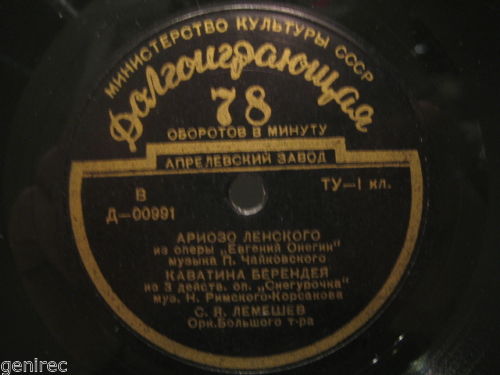 МИНИСТЕРСТВО КУЛЬТУРЫ СССР
Долгоиграющая
78
ОБОРОТОВ В МИНУТУ
АПРЕЛЕВСКИЙ ЗАВОД
В
Д-00991
ТУ-1 кл.
АРИОЗО ЛЕНСКОГО
из оперы „Евгений Онегин"
музыка П. Чайковского
КАВАТИНА БЕРЕНДЕЯ
из 3 действ. оп. „Снегурочка"
муз. Н. Римского-Корсакова
С. Я. ЛЕМЕШЕВ
Орк. Большого т-ра
genirec
genirec